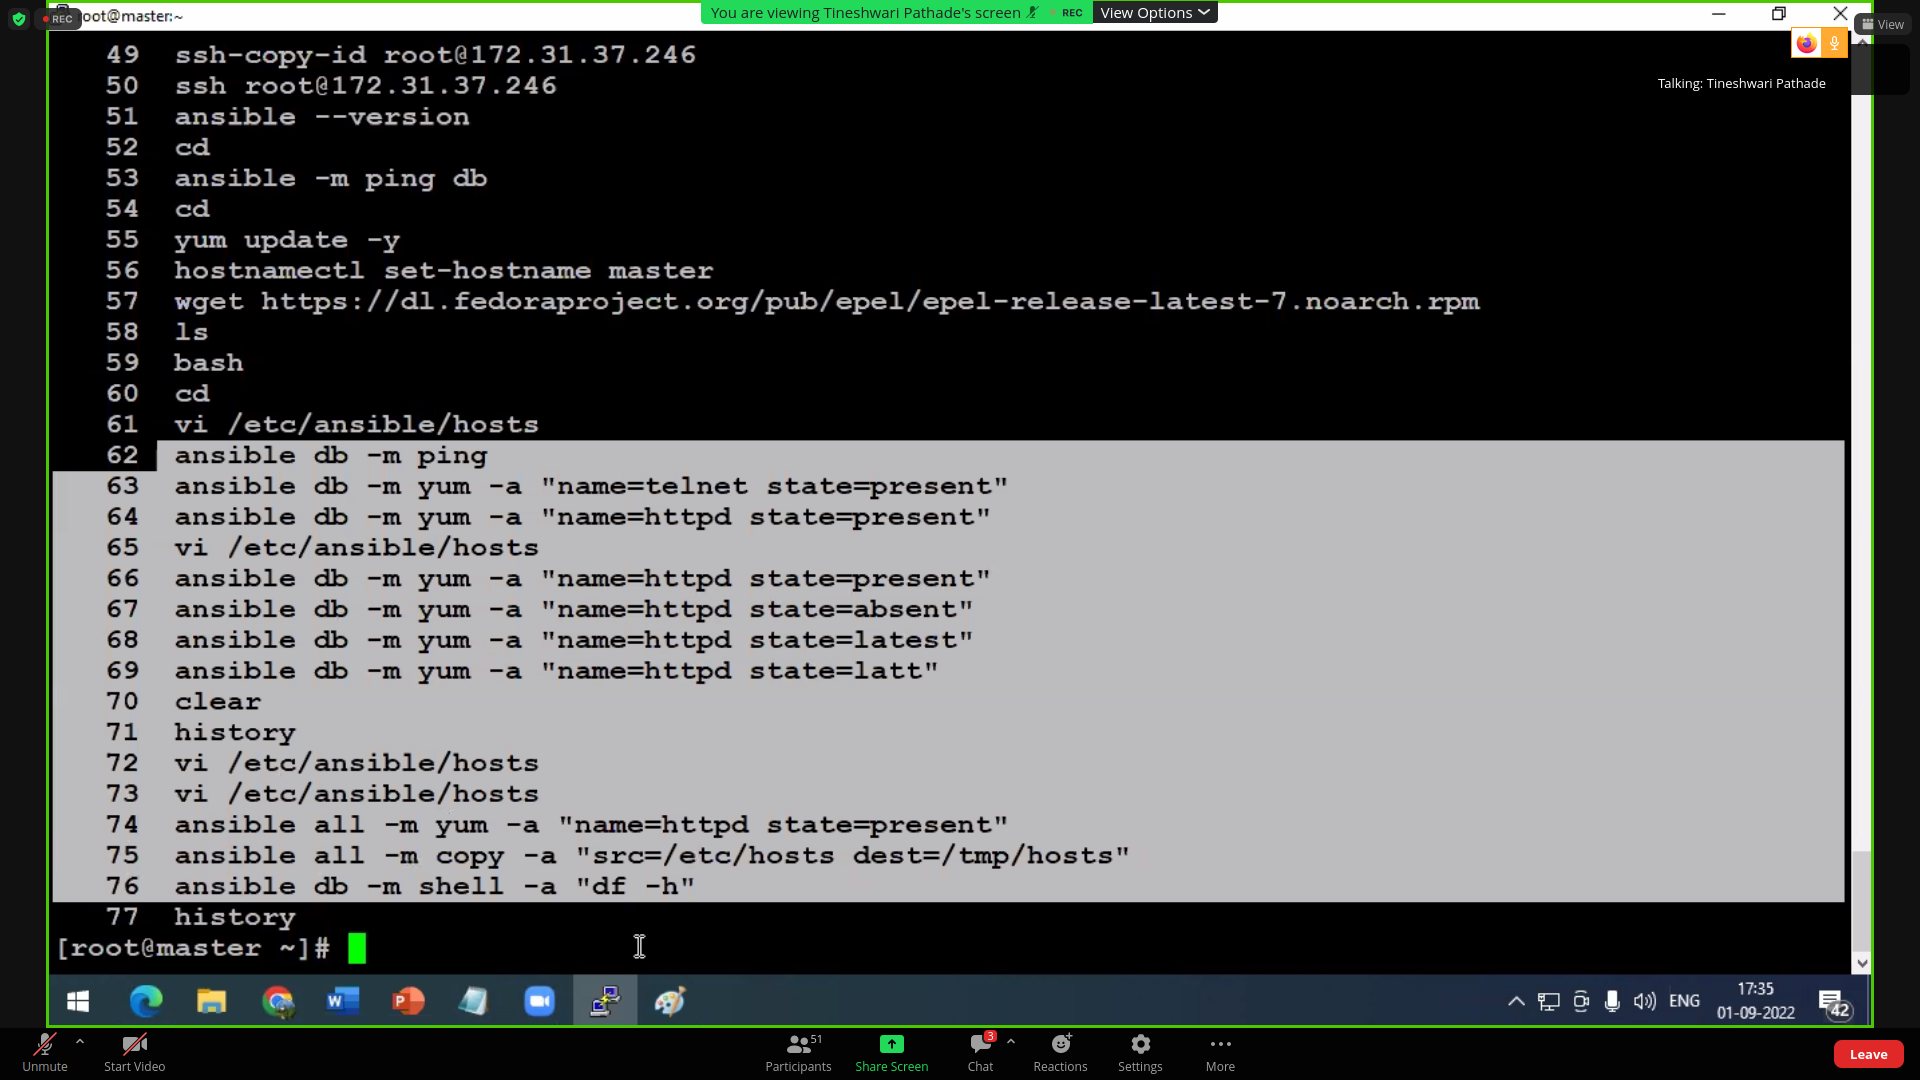 REC
root@master:~
You are viewing Tineshwari Pathade's screen
REC
View Options
View
Talking: Tineshwari Pathade
49 ssh-copy-id root@172.31.37.246
50 ssh root@172.31.37.246
51 ansible --version
52 cd
53 ansible -m ping db
54 cd
55 yum update -y
56 hostnamectl set-hostname master
57 wget https://dl.fedoraproject.org/pub/epel/epel-release-latest-7.noarch.rpm
58 ls
59 bash
60 cd
61 vi /etc/ansible/hosts
62 ansible db -m ping
63 ansible db -m yum -a "name=telnet state=present"
64 ansible db -m yum -a "name=httpd state=present"
65 vi /etc/ansible/hosts
66 ansible db -m yum -a "name=httpd state=present"
67 ansible db -m yum -a "name=httpd state=absent"
68 ansible db -m yum -a "name=httpd state=latest"
69 ansible db -m yum -a "name=httpd state=latt"
70 clear
71 history
72 vi /etc/ansible/hosts
73 vi /etc/ansible/hosts
74 ansible all -m yum -a "name=httpd state=present"
75 ansible all -m copy -a "src=/etc/hosts dest=/tmp/hosts"
76 ansible db -m shell -a "df -h"
77 history
[root@master ~]#
ENG
17:35
01-09-2022
42
Unmute
Start Video
51
Participants
Share Screen
3
Chat
Reactions
Settings
More
Leave